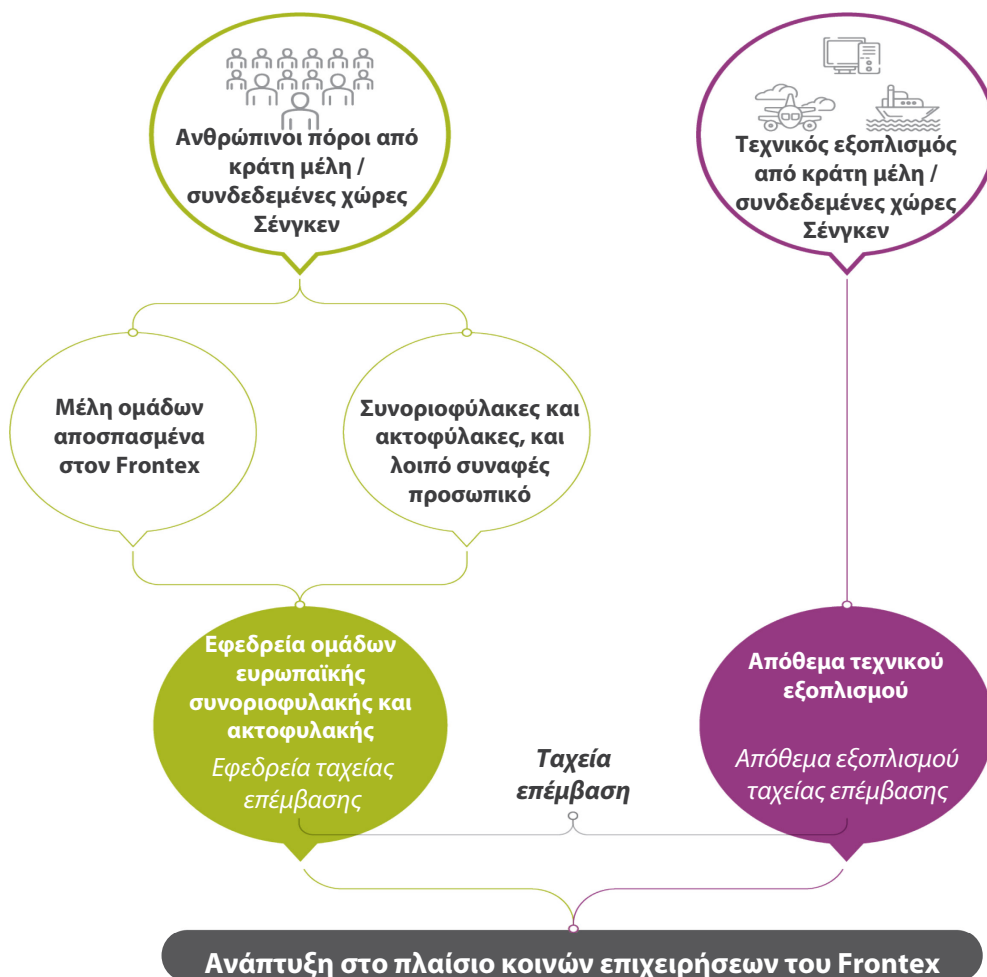 Ανθρώπινοι πόροι από
κράτη μέλη /
συνδεδεμένες χώρες
Σένγκεν
Τεχνικός εξοπλισμός
από κράτη μέλη /
συνδεδεμένες χώρες
Σένγκεν
Μέλη ομάδων
αποσπασμένα
στον Frontex
Συνοριοφύλακες και
ακτοφύλακες, και
λοιπό συναφές
προσωπικό
Εφεδρεία ομάδων
ευρωπαϊκής
συνοριοφυλακής και
ακτοφυλακής
Εφεδρεία ταχείας
επέμβασης
Ταχεία
επέμβαση
Απόθεμα τεχνικού
εξοπλισμού
Απόθεμα εξοπλισμού
ταχείας επέμβασης
Ανάπτυξη στο πλαίσιο κοινών επιχειρήσεων του Frontex